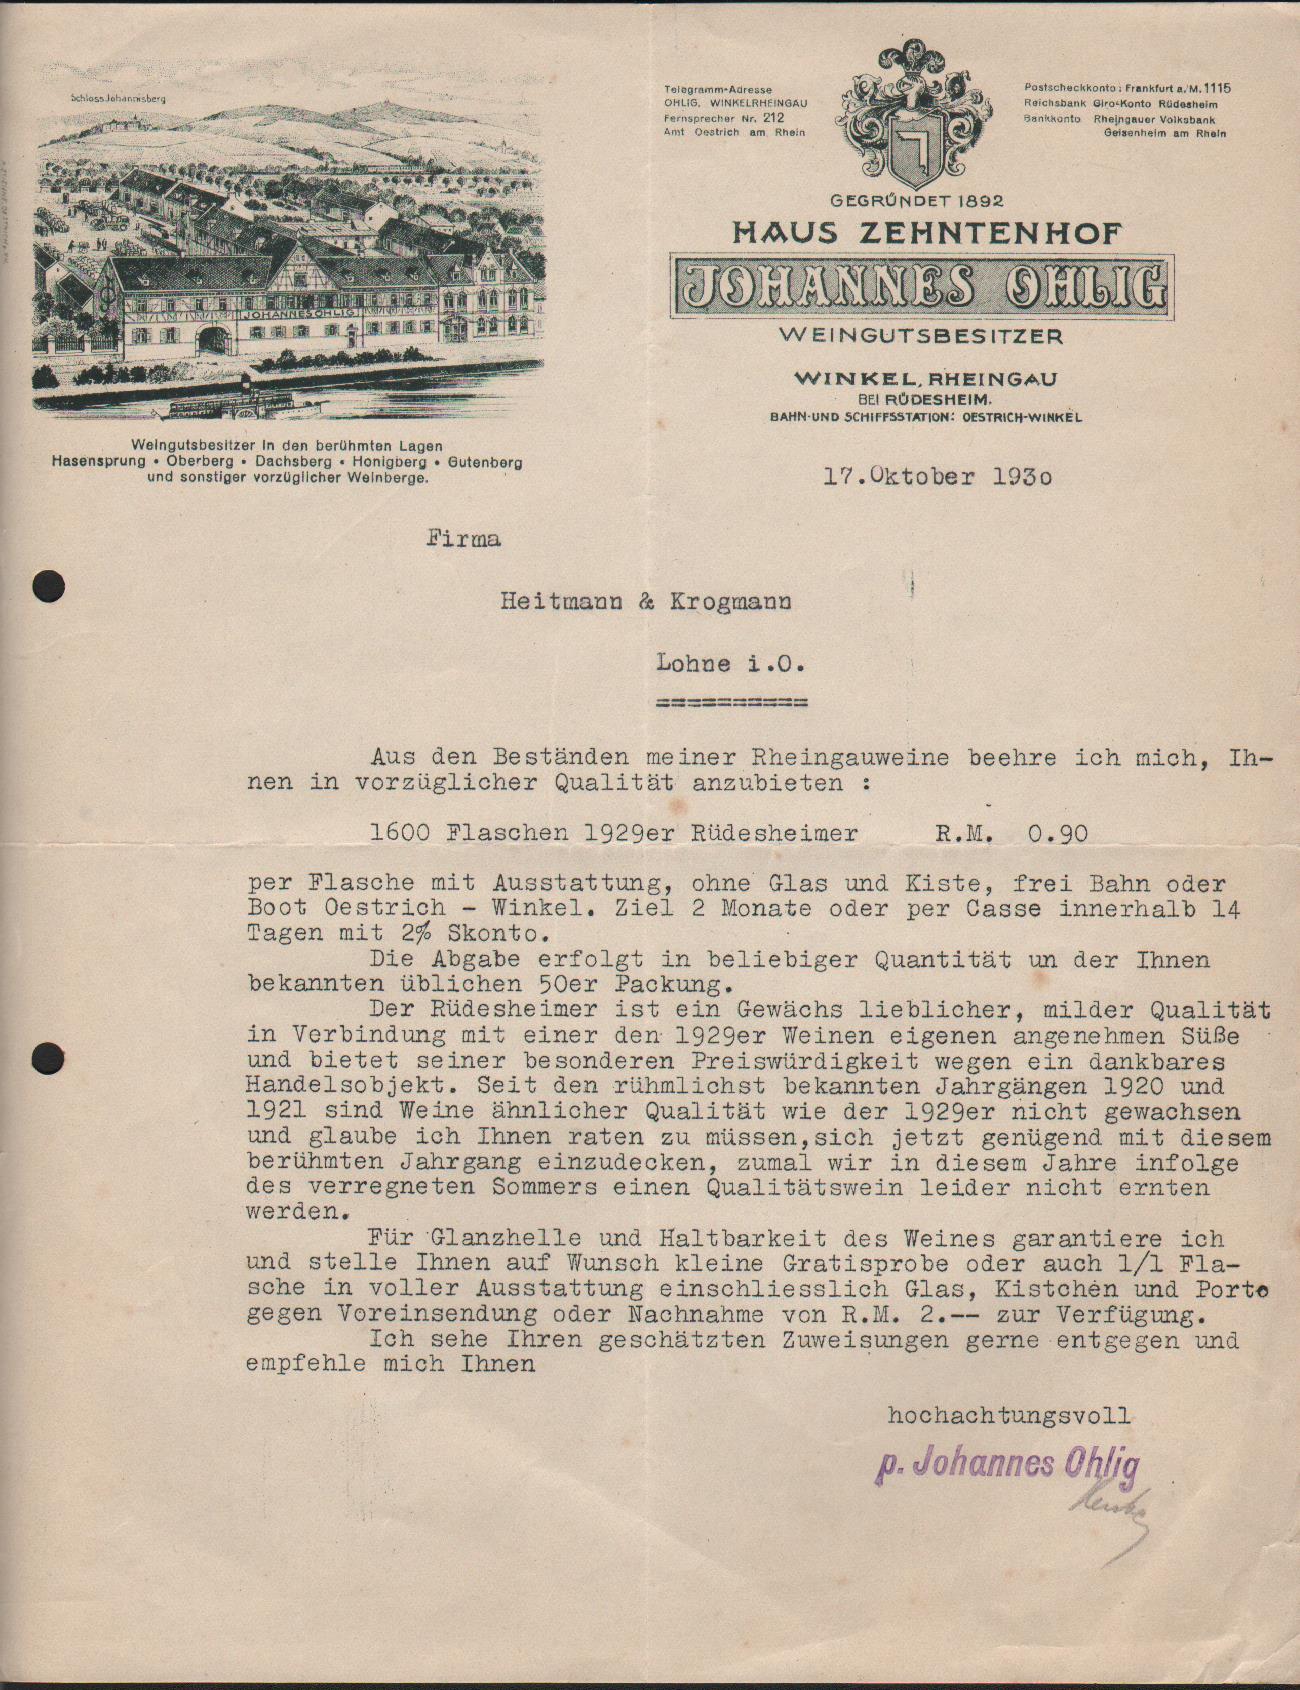 Schloss Johannisberg
JOHANNES OHLIG
Weingutsbesitzer in den berühmten Lagen
Hasensprung • Oberberg • Dachsberg • Honigberg • Gutenberg
und sonstiger vorzüglicher Weinberge.
Telegramm-Adresse
OHLIG, WINKELRHEINGAU
Fernsprecher Nr. 212
Amt Oestrich am Rhein
Postscheckkonto: Frankfurt a./M. 1115
Reichsbank Giro-Konto Rüdesheim
Bankkonto Rheingauer Volksbank
Geisenheim am Rhein
GEGRÜNDET 1892
HAUS ZEHNTENHOF
JOHANNES OHLIG
WEINGUTSBESITZER
WINKEL, RHEINGAU
BEI RÜDESHEIM.
BAHN-UND SCHIFFSSTATION: OESTRICH-WINKEL
17.Oktober 193o
Firma
Heitmann & Krogmann
Lohne i.O.
==========
Aus den Beständen meiner Rheingauweine beehre ich mich, Ih-
nen in vorzüglicher Qualität anzubieten :
1600 Flaschen 1929er Rüdesheimer R.M. 0.90
per Flasche mit Ausstattung, ohne Glas und Kiste, frei Bahn oder
Boot Oestrich - Winkel. Ziel 2 Monate oder per Casse innerhalb 14
Tagen mit 2% Skonto.
Die Abgabe erfolgt in beliebiger Quantität un der Ihnen
bekannten üblichen 50er Packung.
Der Rüdesheimer ist ein Gewächs lieblicher, milder Qualität
in Verbindung mit einer den 1929er Weinen eigenen angenehmen Süße
und bietet seiner besonderen Preiswürdigkeit wegen ein dankbares
Handelsobjekt. Seit den rühmlichst bekannten Jahrgängen 1920 und
1921 sind Weine ähnlicher Qualität wie der 1929er nicht gewachsen
und glaube ich Ihnen raten zu müssen,sich jetzt genügend mit diesem
berühmten Jahrgang einzudecken, zumal wir in diesem Jahre infolge
des verregneten Sommers einen Qualitätswein leider nicht ernten
werden.
Für Glanzhelle und Haltbarkeit des Weines garantiere ich
und stelle Ihnen auf Wunsch kleine Gratisprobe oder auch 1/1 Fla-
sche in voller Ausstattung einschliesslich Glas, Kistchen und Porto
gegen Voreinsendung oder Nachnahme von R.M. 2.-- zur Verfügung.
Ich sehe Ihren geschätzten Zuweisungen gerne entgegen und
empfehle mich Ihnen
hochachtungsvoll
p. Johannes Ohlig